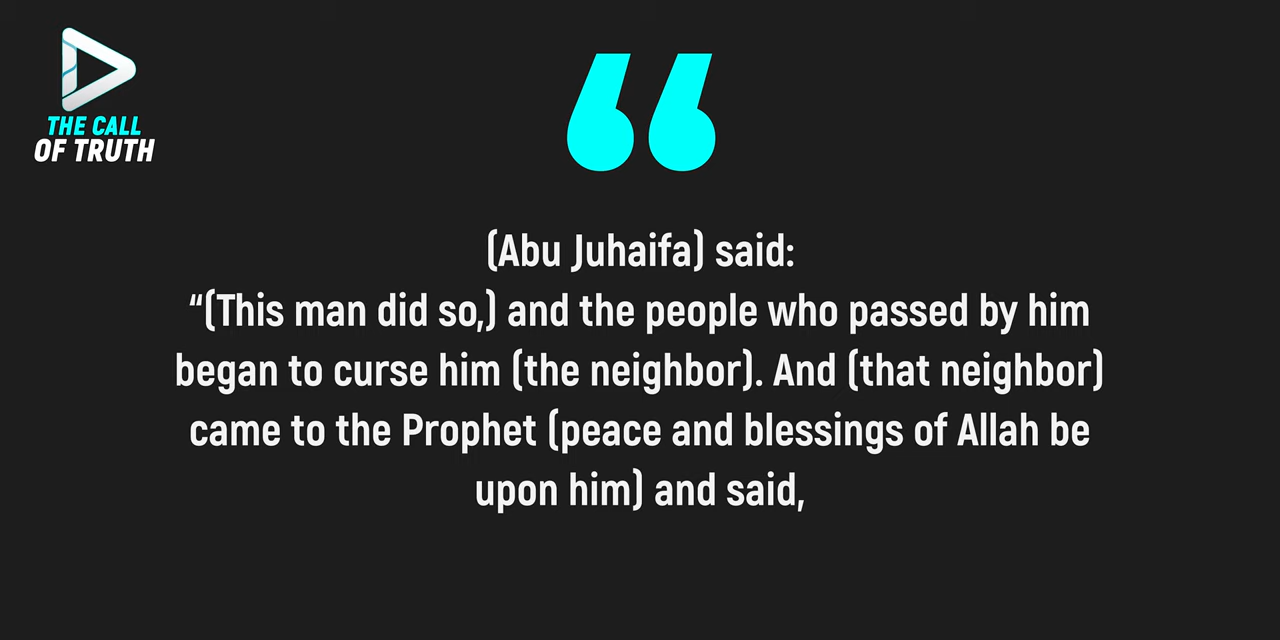 THE CALL
OF TRUTH
“
(Abu Juhaifa) said:
“(This man did so,) and the people who passed by him
began to curse him (the neighbor). And (that neighbor)
came to the Prophet (peace and blessings of Allah be
upon him) and said,